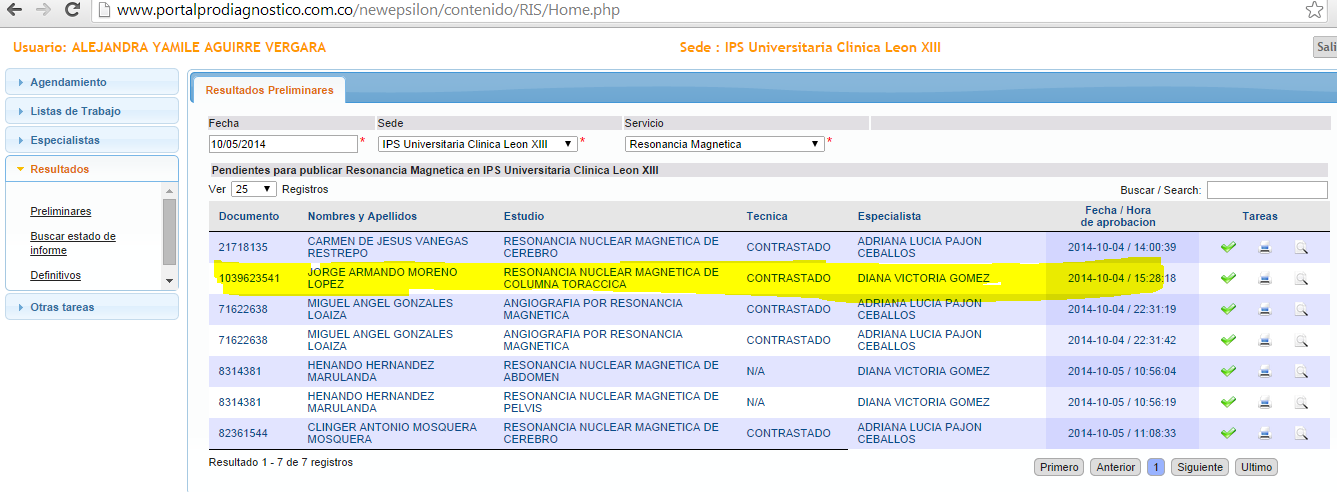 www.portalprodiagnostico.com.co/newepsilon/contenido/RIS/Home.php
Usuario: ALEJANDRA YAMILE AGUIRRE VERGARA Sede : IPS Universitaria Clinica Leon XIII Sali
Agendamiento
Listas de Trabajo
Especialistas
Resultados
Preliminares
Buscar estado de
informe
Definitivos
Otras tareas
Resultados Preliminares
Fecha Sede Servicio
10/05/2014 * IPS Universitaria Clinica Leon XIII * Resonancia Magnetica *
Pendientes para publicar Resonancia Magnetica en IPS Universitaria Clinica Leon XIII
Ver 25 Registros Buscar / Search:
Documento Nombres y Apellidos Estudio Tecnica Especialista Fecha / Hora de aprobacion Tareas
21718135 CARMEN DE JESUS VANEGAS RESTREPO RESONANCIA NUCLEAR MAGNETICA DE CEREBRO CONTRASTADO ADRIANA LUCIA PAJON CEBALLOS 2014-10-04 / 14:00:39
1039623541 JORGE ARMANDO MORENO LOPEZ RESONANCIA NUCLEAR MAGNETICA DE COLUMNA TORACCICA CONTRASTADO DIANA VICTORIA GOMEZ 2014-10-04 / 15:28:18
71622638 MIGUEL ANGEL GONZALES LOAIZA ANGIOGRAFIA POR RESONANCIA MAGNETICA CONTRASTADO ADRIANA LUCIA PAJON CEBALLOS 2014-10-04 / 22:31:19
71622638 MIGUEL ANGEL GONZALES LOAIZA ANGIOGRAFIA POR RESONANCIA MAGNETICA CONTRASTADO ADRIANA LUCIA PAJON CEBALLOS 2014-10-04 / 22:31:42
8314381 HENANDO HERNANDEZ MARULANDA RESONANCIA NUCLEAR MAGNETICA DE ABDOMEN N/A DIANA VICTORIA GOMEZ 2014-10-05 / 10:56:04
8314381 HENANDO HERNANDEZ MARULANDA RESONANCIA NUCLEAR MAGNETICA DE PELVIS N/A DIANA VICTORIA GOMEZ 2014-10-05 / 10:56:19
82361544 CLINGER ANTONIO MOSQUERA MOSQUERA RESONANCIA NUCLEAR MAGNETICA DE CEREBRO CONTRASTADO ADRIANA LUCIA PAJON CEBALLOS 2014-10-05 / 11:08:33
Resultado 1 - 7 de 7 registros
Primero Anterior 1 Siguiente Ultimo